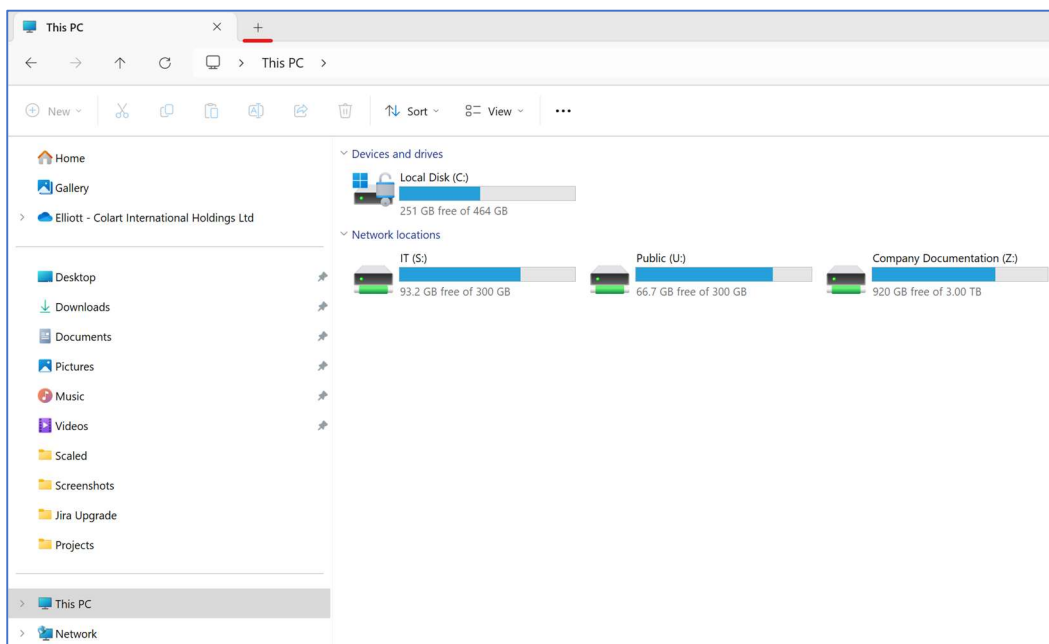 This PC
This PC
New
Sort
View
Home
Gallery
Elliott - Colart International Holdings Ltd
Desktop
Downloads
Documents
Pictures
Music
Videos
Scaled
Screenshots
Jira Upgrade
Projects
This PC
Network
Devices and drives
Local Disk (C:)
251 GB free of 464 GB
Network locations
IT (S:)
93.2 GB free of 300 GB
Public (U:)
66.7 GB free of 300 GB
Company Documentation (Z:)
920 GB free of 3.00 TB